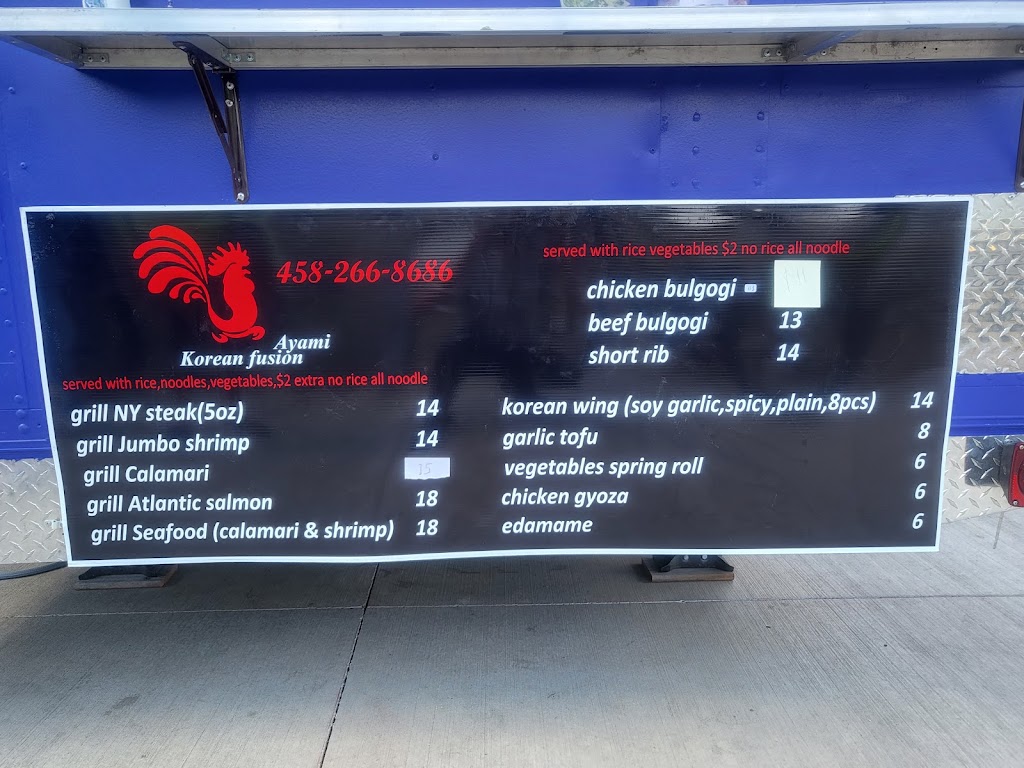 458-266-8686
Ayami
Korean fusion
served with rice,noodles,vegetables,$2 extra no rice all noodle
grill NY steak(5oz) 14
grill Jumbo shrimp 14
grill Calamari 15
grill Atlantic salmon 18
grill Seafood (calamari & shrimp) 18
served with rice vegetables $2 no rice all noodle
chicken bulgogi
beef bulgogi 13
short rib 14
korean wing (soy garlic,spicy,plain,8pcs) 14
garlic tofu 8
vegetables spring roll 6
chicken gyoza 6
edamame 6